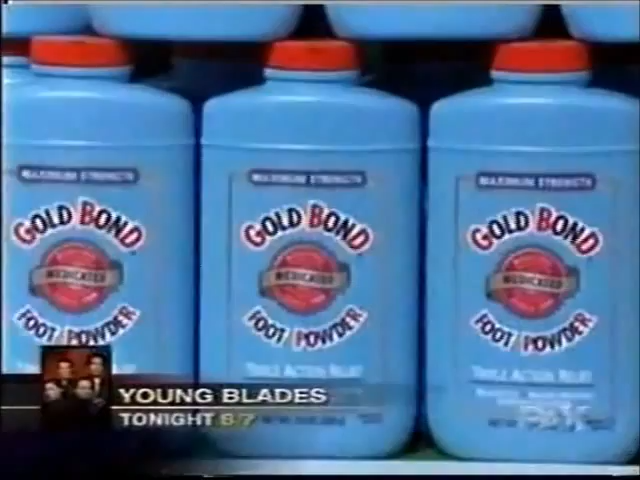 MAXIMUM STRENGTH
GOLD BOND
MEDICATED
FOOT POWDER
MAXIMUM STRENGTH
GOLD BOND
MEDICATED
FOOT POWDER
TRIPLE ACTION RELIEF
MAXIMUM STRENGTH
GOLD BOND
MEDICATED
FOOT POWDER
TRIPLE ACTION RELIEF
YOUNG BLADES
TONIGHT 8/7